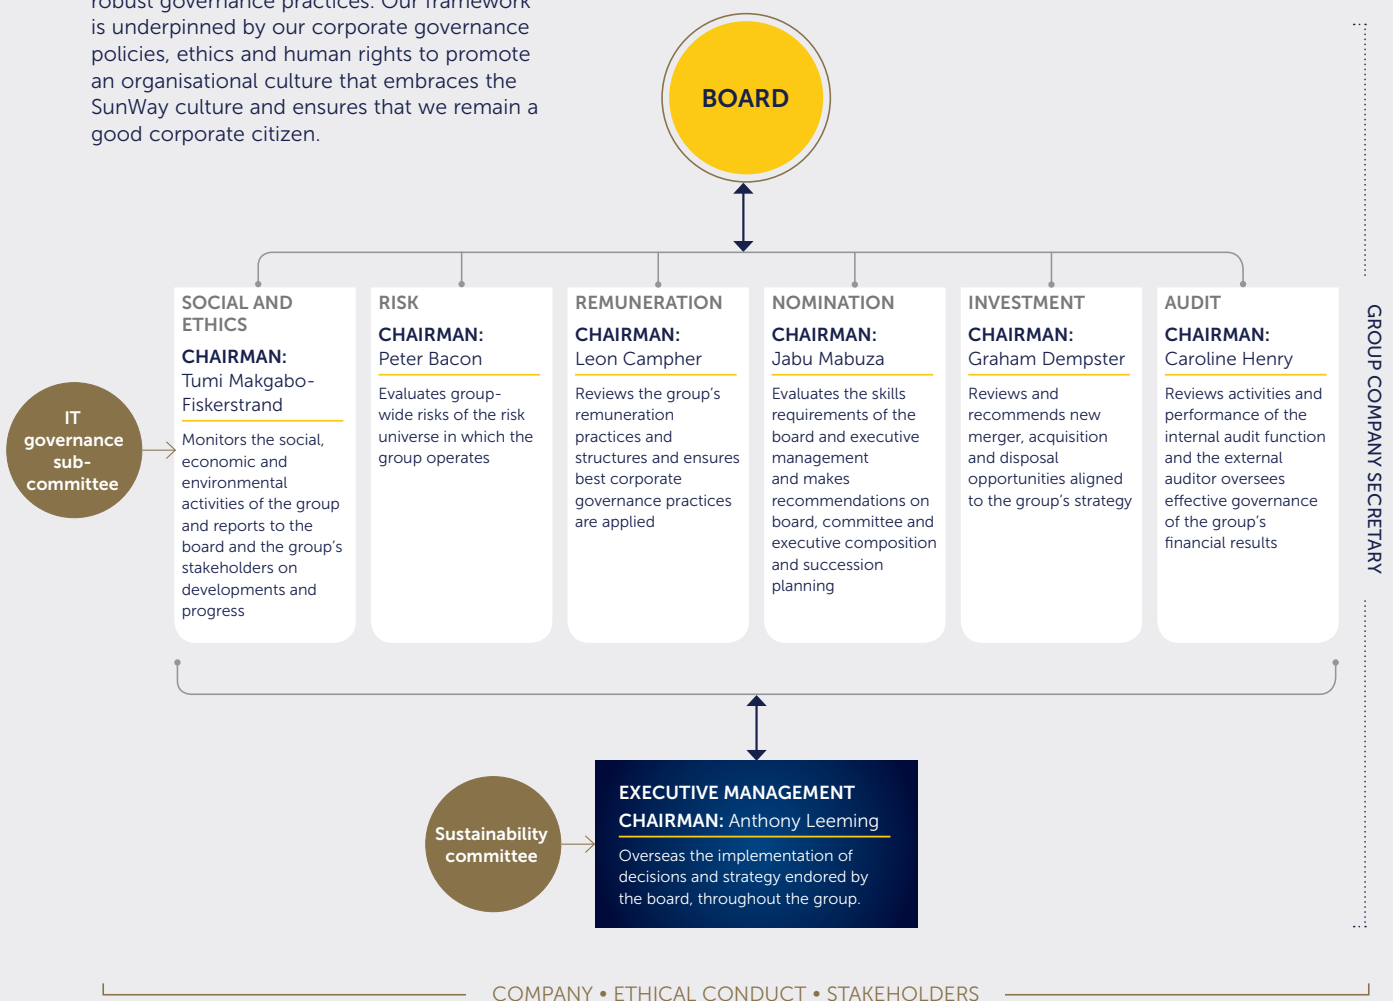 robust governance practices. Our framework
is underpinned by our corporate governance
policies, ethics and human rights to promote
an organisational culture that embraces the
SunWay culture and ensures that we remain a
good corporate citizen.
BOARD
SOCIAL AND
ETHICS
CHAIRMAN:
Tumi Makgabo-
Fiskerstrand
Monitors the social,
economic and
environmental
activities of the group
and reports to the
board and the group’s
stakeholders on
developments and
progress
RISK
CHAIRMAN:
Peter Bacon
Evaluates group-
wide risks of the risk
universe in which the
group operates
REMUNERATION
CHAIRMAN:
Leon Campher
Reviews the group’s
remuneration
practices and
structures and ensures
best corporate
governance practices
are applied
NOMINATION
CHAIRMAN:
Jabu Mabuza
Evaluates the skills
requirements of the
board and executive
management
and makes
recommendations on
board, committee and
executive composition
and succession
planning
INVESTMENT
CHAIRMAN:
Graham Dempster
Reviews and
recommends new
merger, acquisition
and disposal
opportunities aligned
to the group’s strategy
AUDIT
CHAIRMAN:
Caroline Henry
Reviews activities and
performance of the
internal audit function
and the external
auditor oversees
effective governance
of the group’s
financial results
IT
governance
sub-
committee
GROUP COMPANY SECRETARY
Sustainability
committee
EXECUTIVE MANAGEMENT
CHAIRMAN: Anthony Leeming
Overseas the implementation of
decisions and strategy endored by
the board, throughout the group.
COMPANY • ETHICAL CONDUCT • STAKEHOLDERS